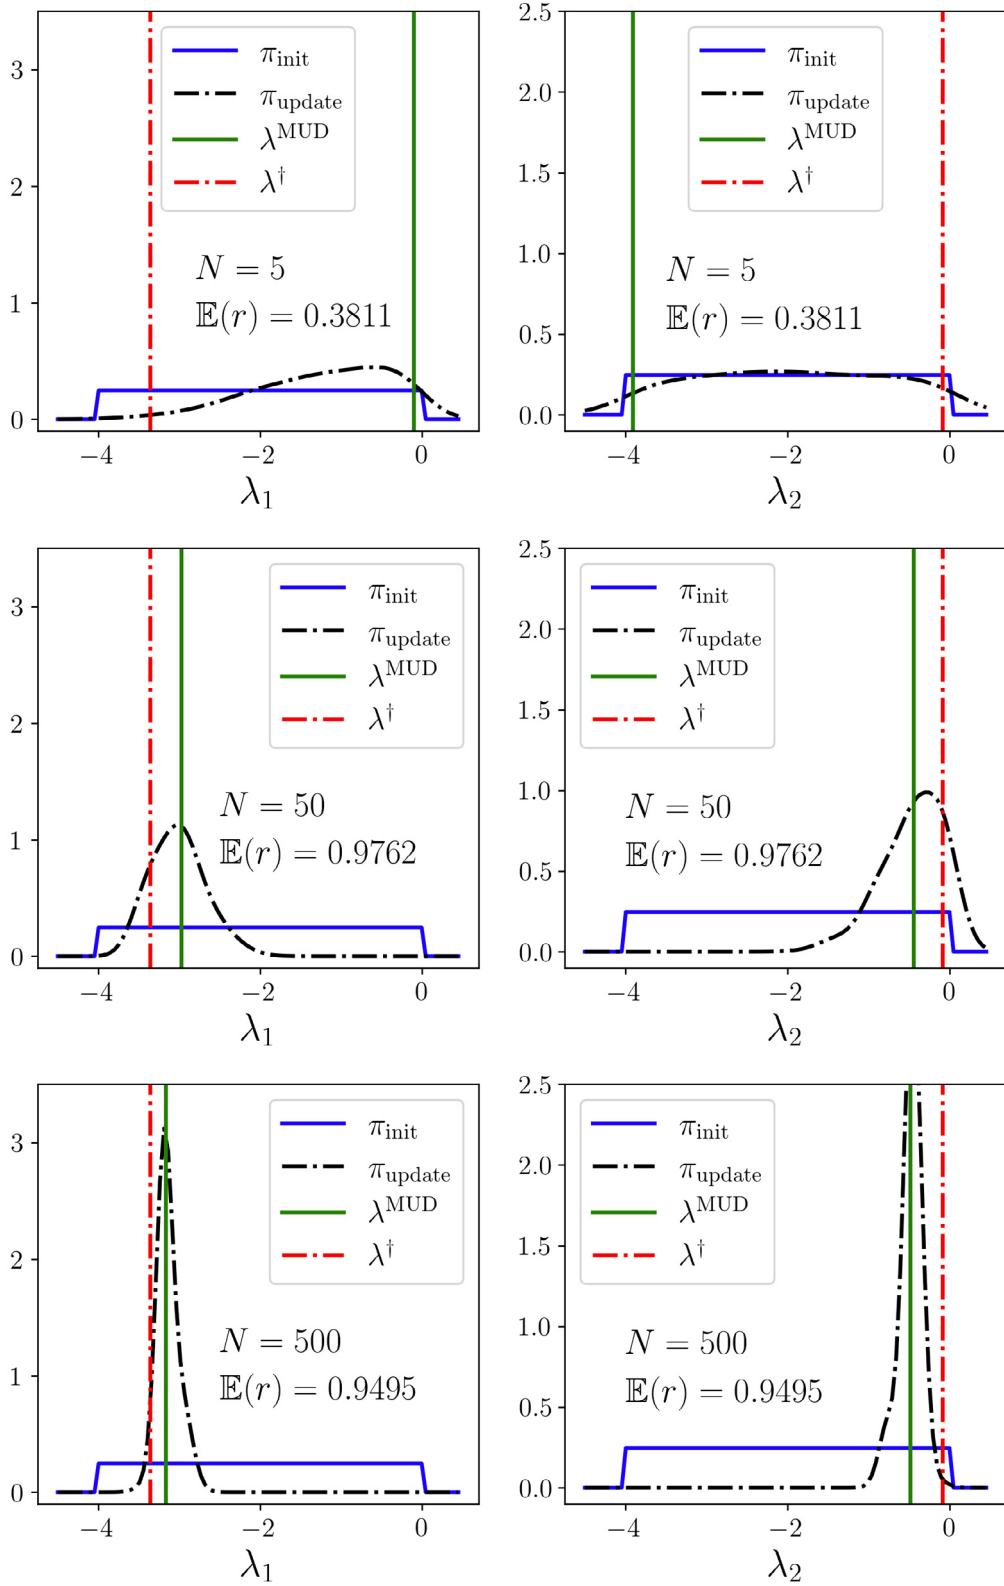 3
2
1
0
π_init
π_update
λ^MUD
λ^†
N = 5
𝔼(r) = 0.3811
−4 −2 0
λ_1
2.5
2.0
1.5
1.0
0.5
0.0
π_init
π_update
λ^MUD
λ^†
N = 5
𝔼(r) = 0.3811
−4 −2 0
λ_2
3
2
1
0
π_init
π_update
λ^MUD
λ^†
N = 50
𝔼(r) = 0.9762
−4 −2 0
λ_1
2.5
2.0
1.5
1.0
0.5
0.0
π_init
π_update
λ^MUD
λ^†
N = 50
𝔼(r) = 0.9762
−4 −2 0
λ_2
3
2
1
0
π_init
π_update
λ^MUD
λ^†
N = 500
𝔼(r) = 0.9495
−4 −2 0
λ_1
2.5
2.0
1.5
1.0
0.5
0.0
π_init
π_update
λ^MUD
λ^†
N = 500
𝔼(r) = 0.9495
−4 −2 0
λ_2